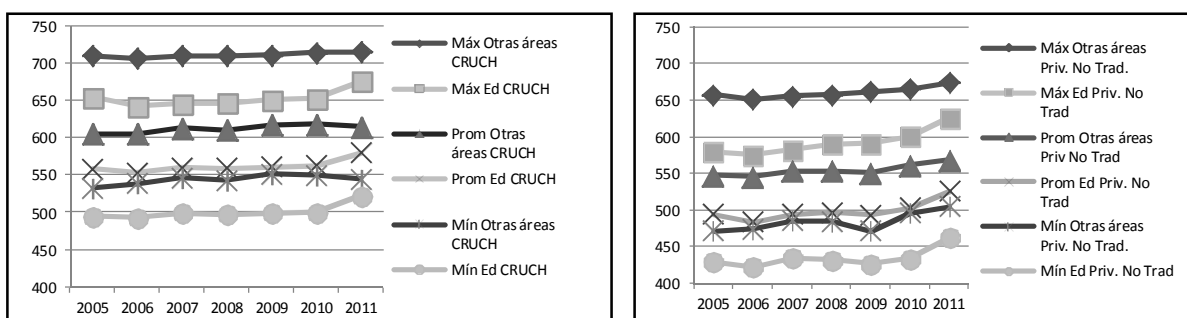 750
700
650
600
550
500
450
400
2005 2006 2007 2008 2009 2010 2011
Máx Otras áreas
CRUCH
Máx Ed CRUCH
Prom Otras
áreas CRUCH
Prom Ed CRUCH
Mín Otras áreas
CRUCH
Mín Ed CRUCH
750
700
650
600
550
500
450
400
2005 2006 2007 2008 2009 2010 2011
Máx Otras áreas
Priv. No Trad.
Máx Ed Priv. No
Trad
Prom Otras áreas
Priv No Trad
Prom Ed Priv. No
Trad
Mín Otras áreas
Priv. No Trad.
Mín Ed Priv. No Trad